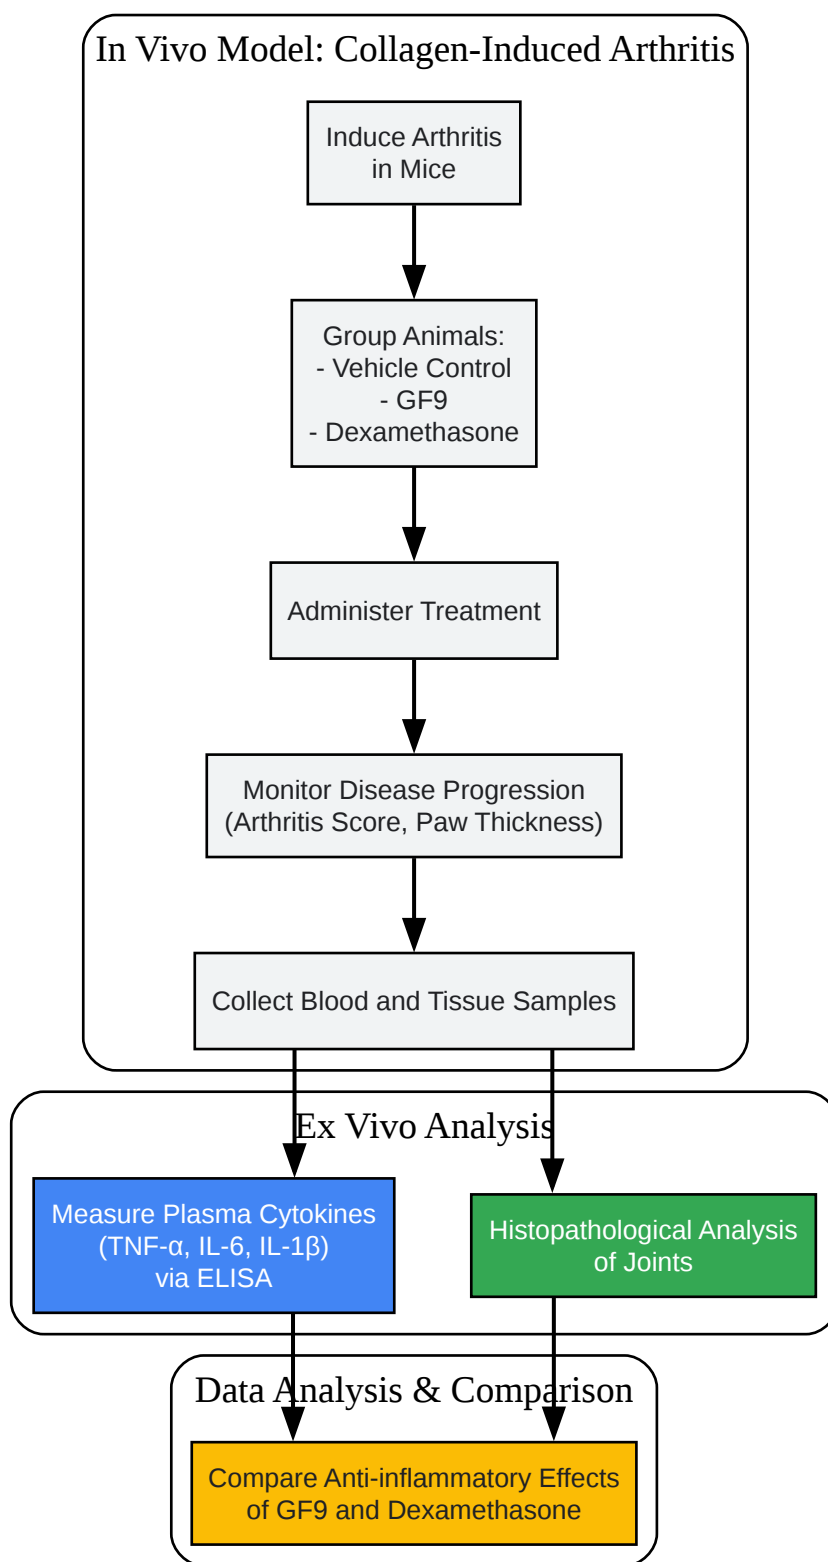 In Vivo Model: Collagen-Induced Arthritis
Induce Arthritis
in Mice
Group Animals:
- Vehicle Control
- GF9
- Dexamethasone
Administer Treatment
Monitor Disease Progression
(Arthritis Score, Paw Thickness)
Collect Blood and Tissue Samples
Ex Vivo Analysis
Measure Plasma Cytokines
(TNF-α, IL-6, IL-1β)
via ELISA
Histopathological Analysis
of Joints
Data Analysis & Comparison
Compare Anti-inflammatory Effects
of GF9 and Dexamethasone